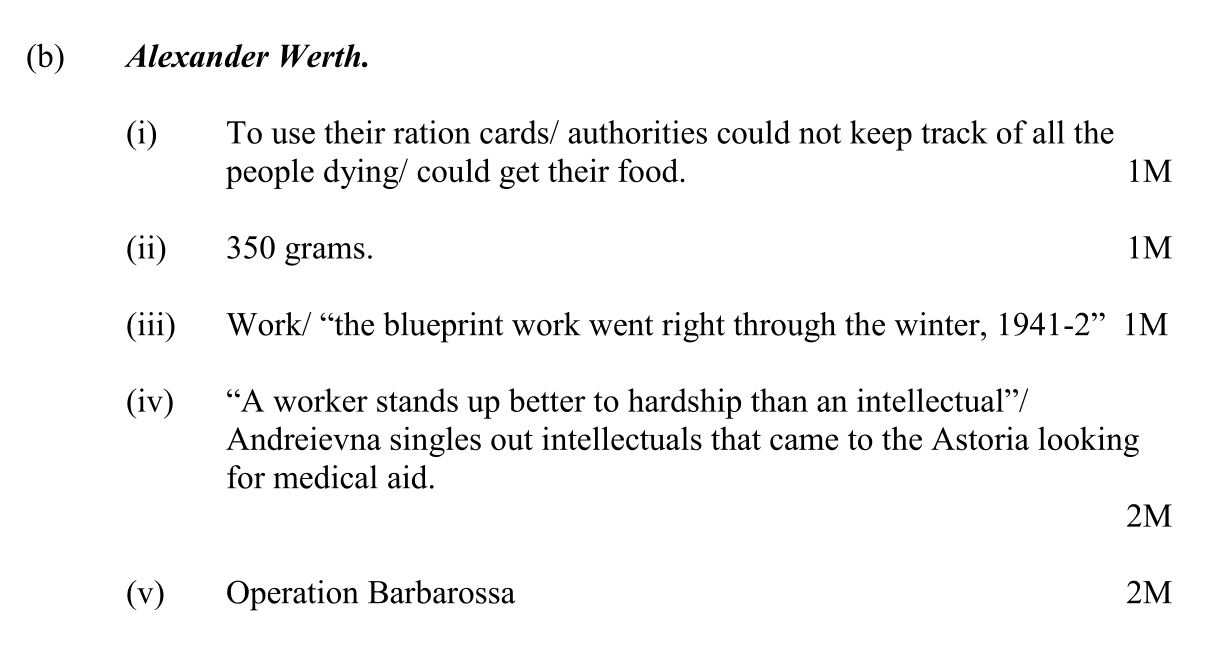 (b) Alexander Werth.
(i) To use their ration cards/ authorities could not keep track of all the
people dying/ could get their food. 1M
(ii) 350 grams. 1M
(iii) Work/ “the blueprint work went right through the winter, 1941-2” 1M
(iv) “A worker stands up better to hardship than an intellectual”/
Andreievna singles out intellectuals that came to the Astoria looking
for medical aid.
2M
(v) Operation Barbarossa 2M